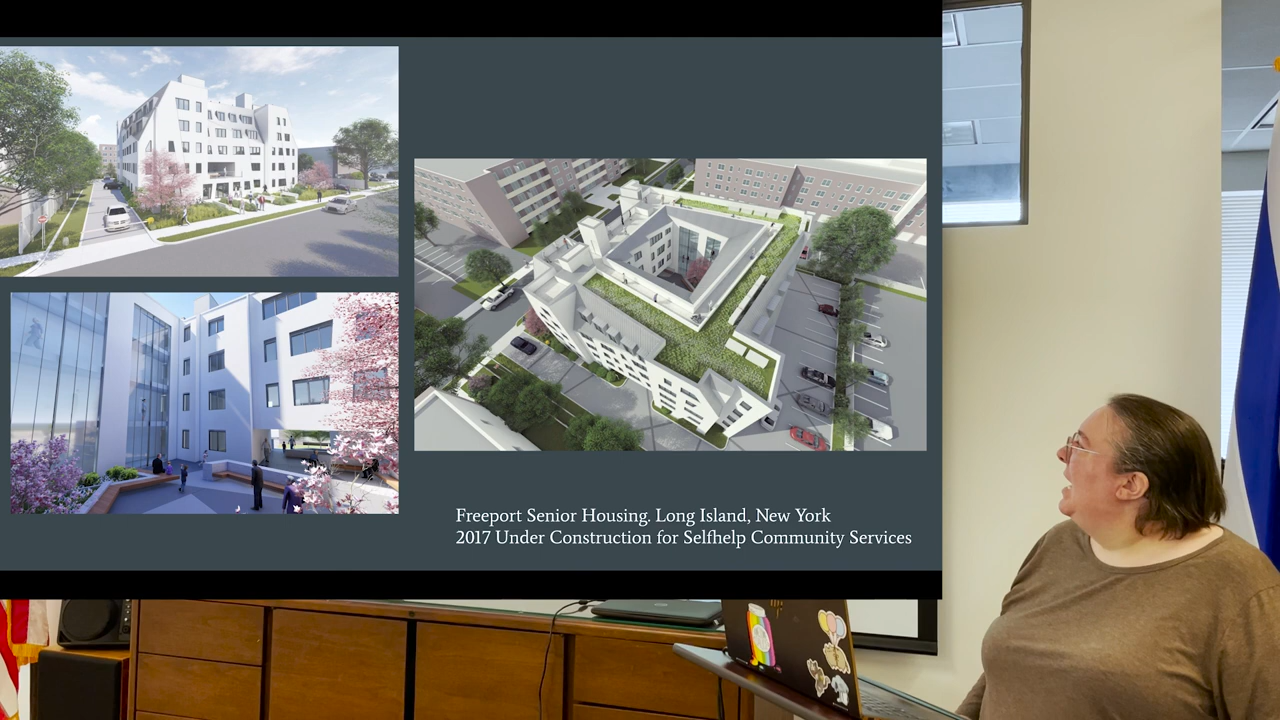 Freeport Senior Housing. Long Island, New York
2017 Under Construction for Selfhelp Community Services